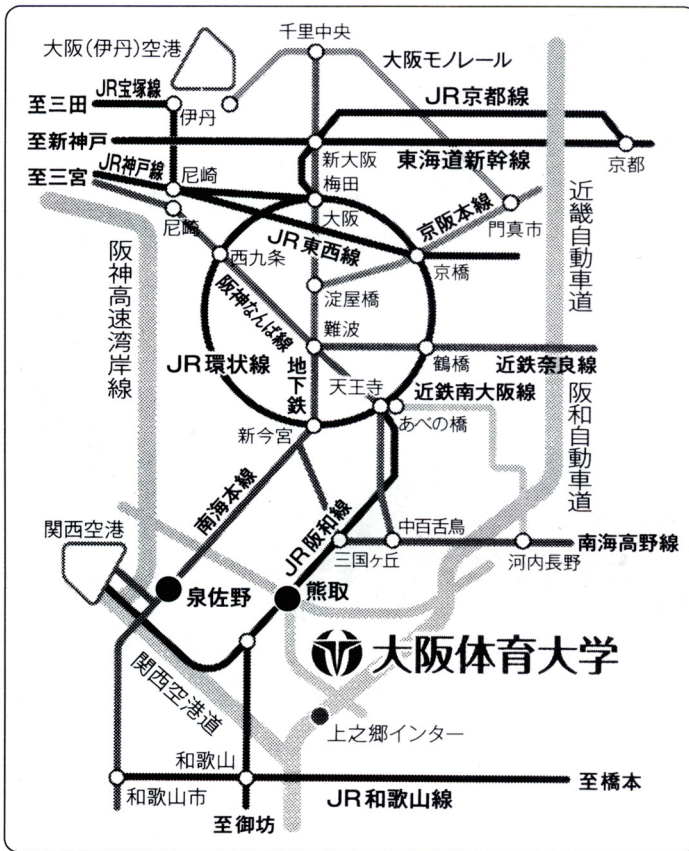 千里中央
大阪(伊丹)空港
大阪モノレール
JR宝塚線
至三田
伊丹
JR京都線
至新神戸
新大阪
東海道新幹線
京都
JR神戸線
至三宮
尼崎
梅田
大阪
尼崎
JR東西線
京阪本線
門真市
近畿自動車道
西九条
京橋
阪神高速湾岸線
阪神なんば線
淀屋橋
難波
JR環状線
地下鉄
鶴橋
近鉄奈良線
天王寺
近鉄南大阪線
阪和自動車道
新今宮
あべの橋
南海本線
関西空港
JR阪和線
中百舌鳥
三国ヶ丘
河内長野
南海高野線
泉佐野
熊取
大阪体育大学
関西空港道
上之郷インター
和歌山
和歌山市
JR和歌山線
至橋本
至御坊